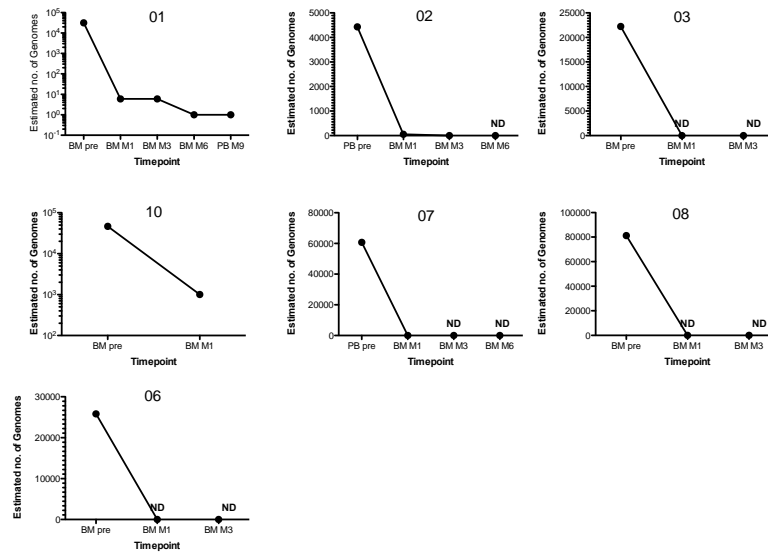 01
Estimated no. of Genomes
10^5
10^4
10^3
10^2
10^1
10^0
10^-1
BM pre BM M1 BM M3 BM M6 PB M9
Timepoint
02
Estimated no. of Genomes
5000
4000
3000
2000
1000
0
ND
PB pre BM M1 BM M3 BM M6
Timepoint
03
Estimated no. of Genomes
25000
20000
15000
10000
5000
0
ND ND
BM pre BM M1 BM M3
Timepoint
10
Estimated no. of Genomes
10^5
10^4
10^3
10^2
BM pre BM M1
Timepoint
07
Estimated no. of Genomes
80000
60000
40000
20000
0
ND ND
PB pre BM M1 BM M3 BM M6
Timepoint
08
Estimated no. of Genomes
100000
80000
60000
40000
20000
0
ND ND
BM pre BM M1 BM M3
Timepoint
06
Estimated no. of Genomes
30000
20000
10000
0
ND ND
BM pre BM M1 BM M3
Timepoint